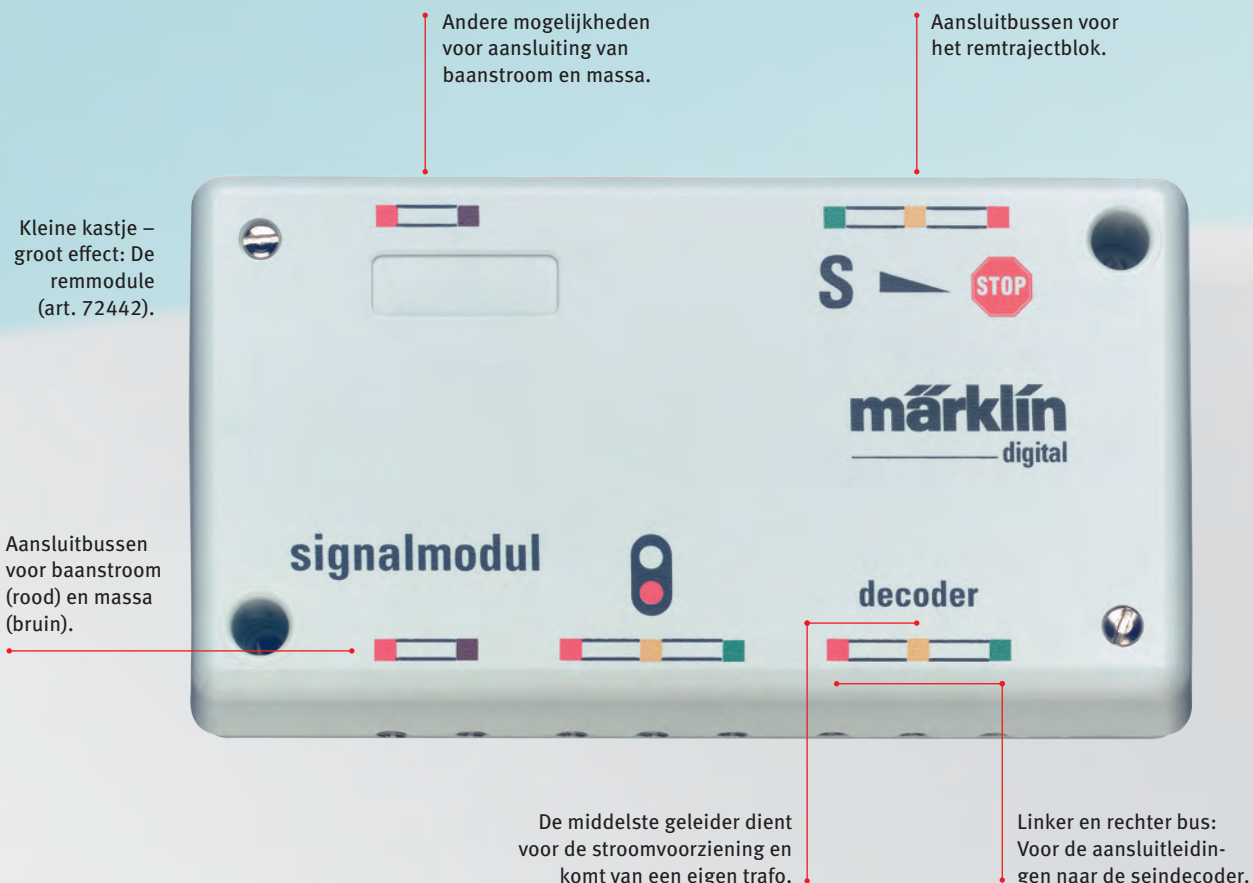 Andere mogelijkheden
voor aansluiting van
baanstroom en massa.
Aansluitbussen voor
het remtrajectblok.
Kleine kastje –
groot effect: De
remmodule
(art. 72442).
S STOP
märklin
digital
signalmodul
decoder
Aansluitbussen
voor baanstroom
(rood) en massa
(bruin).
De middelste geleider dient
voor de stroomvoorziening en
komt van een eigen trafo.
Linker en rechter bus:
Voor de aansluitleidin-
gen naar de seindecoder.